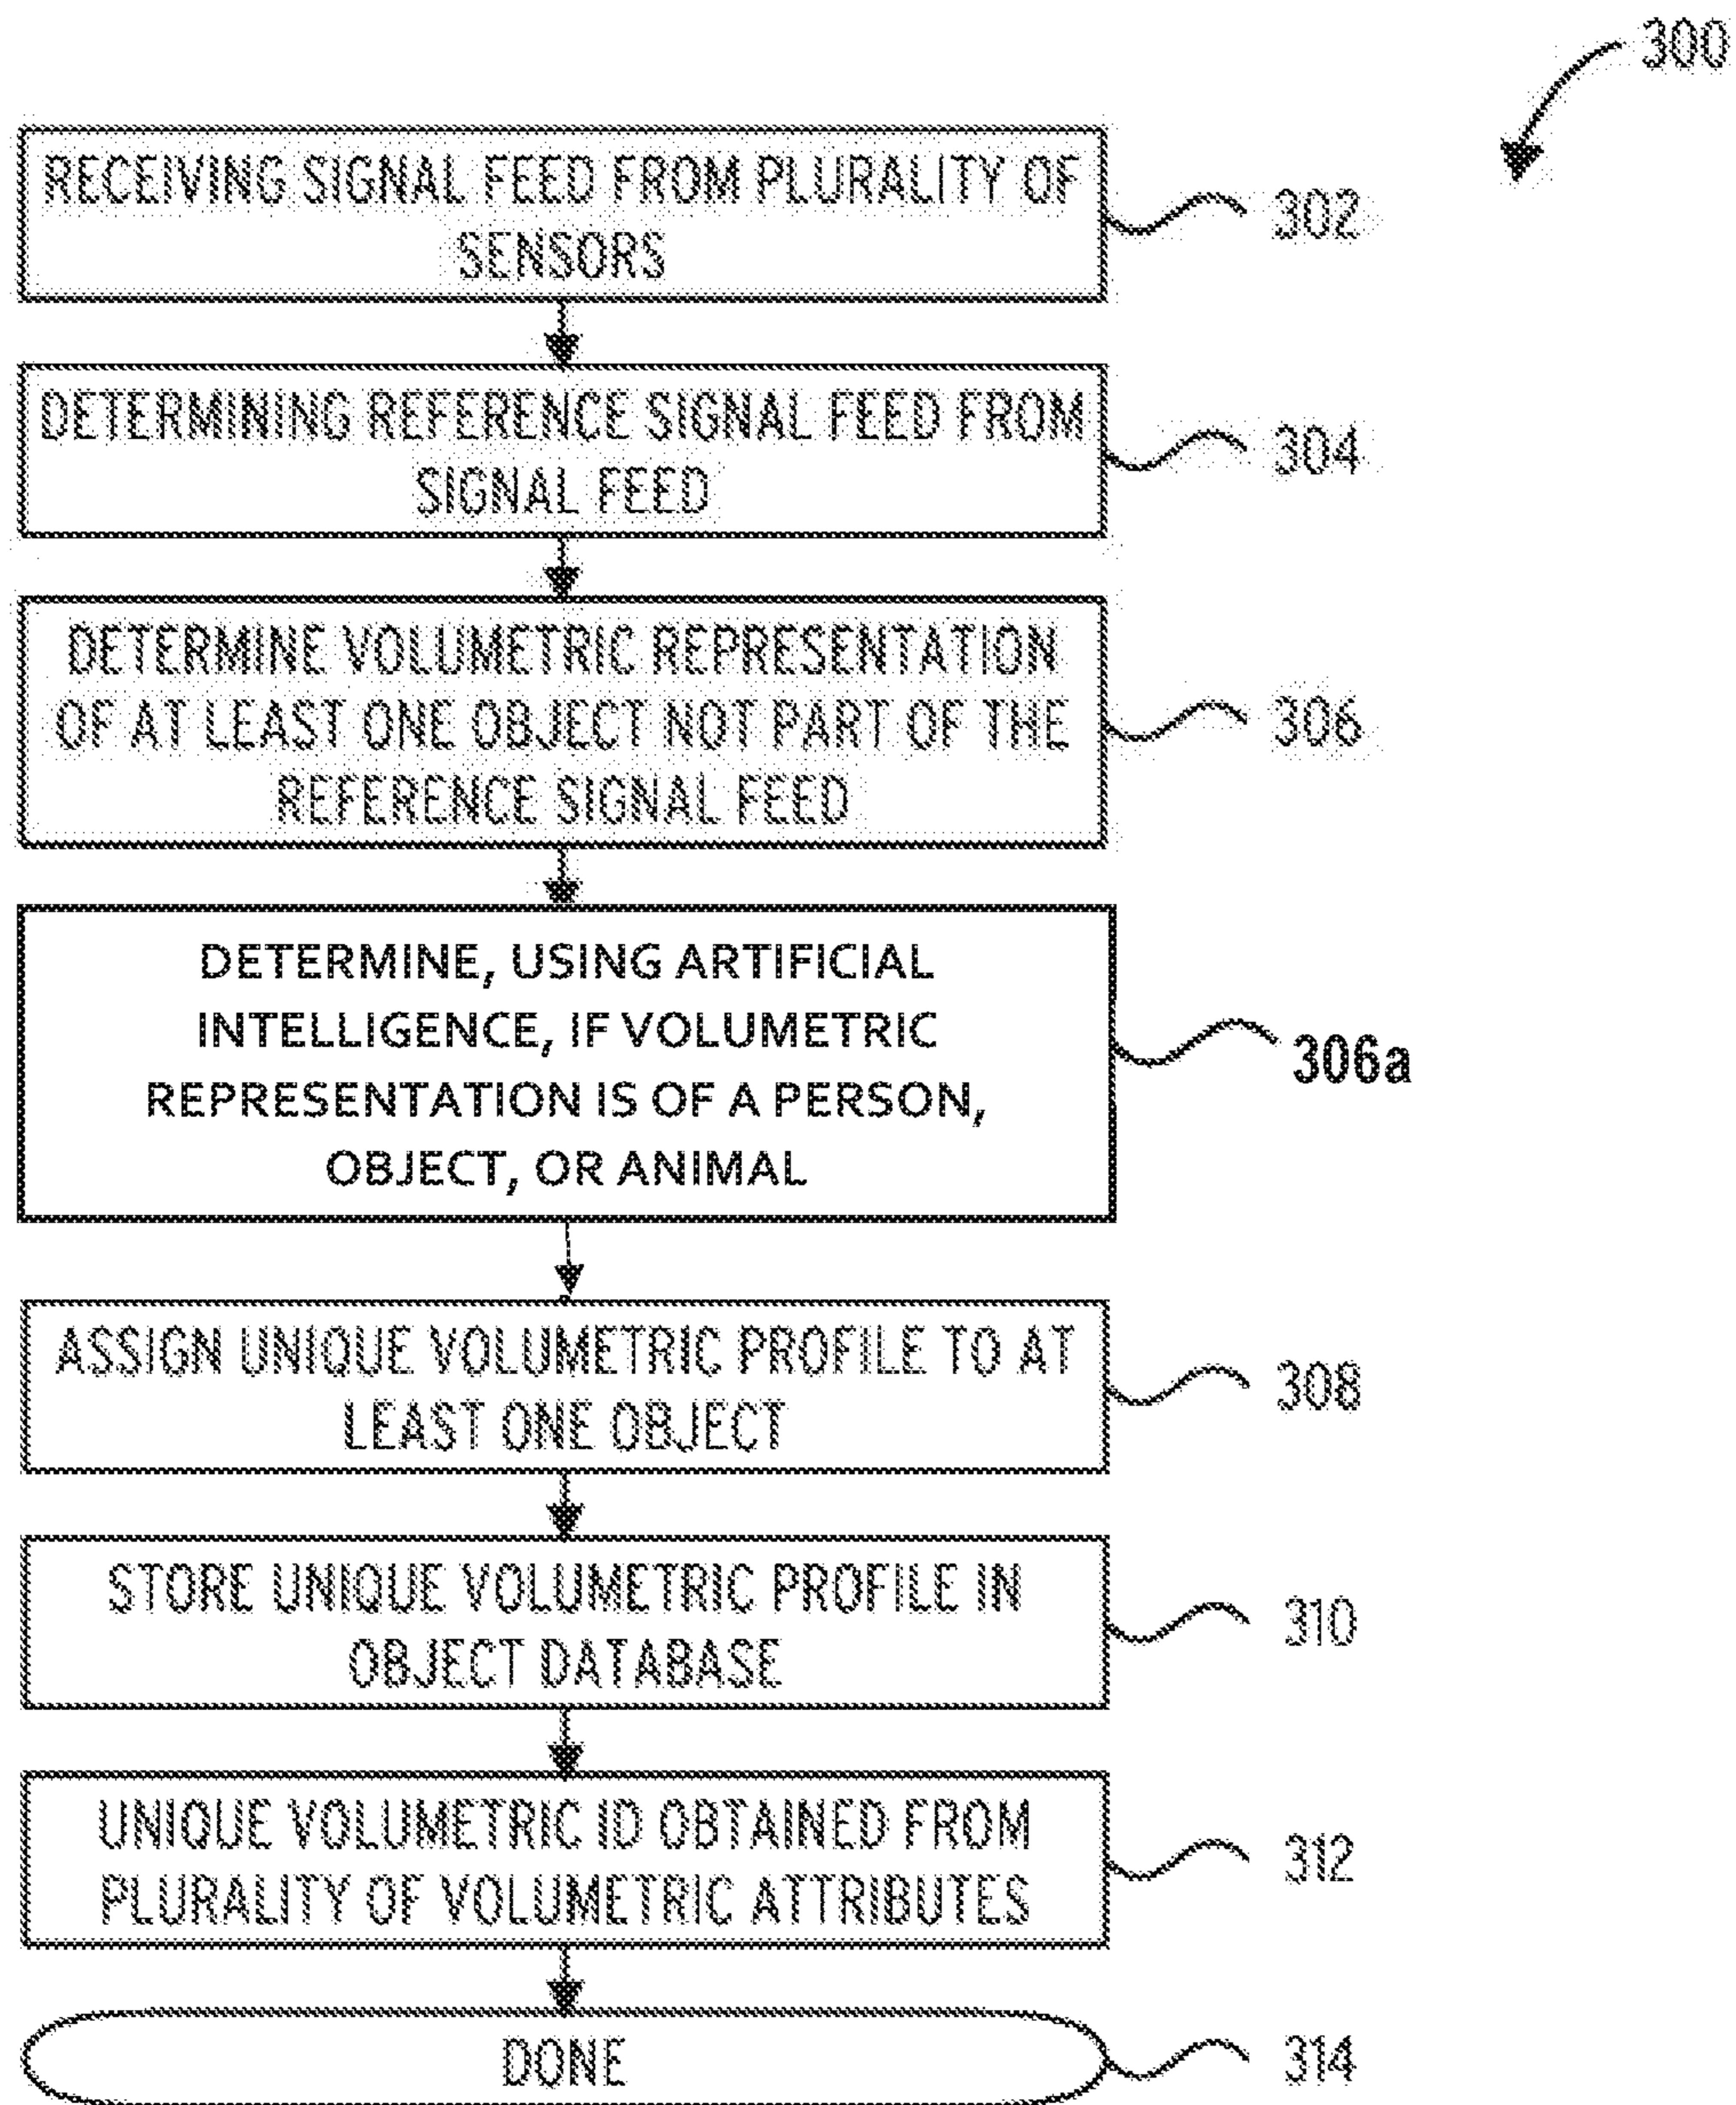 300
RECEIVING SIGNAL FEED FROM PLURALITY OF
SENSORS
302
DETERMINING REFERENCE SIGNAL FEED FROM
SIGNAL FEED
304
DETERMINE VOLUMETRIC REPRESENTATION
OF AT LEAST ONE OBJECT NOT PART OF THE
REFERENCE SIGNAL FEED
306
DETERMINE, USING ARTIFICIAL
INTELLIGENCE, IF VOLUMETRIC
REPRESENTATION IS OF A PERSON,
OBJECT, OR ANIMAL
306a
ASSIGN UNIQUE VOLUMETRIC PROFILE TO AT
LEAST ONE OBJECT
308
STORE UNIQUE VOLUMETRIC PROFILE IN
OBJECT DATABASE
310
UNIQUE VOLUMETRIC ID OBTAINED FROM
PLURALITY OF VOLUMETRIC ATTRIBUTES
312
DONE
314